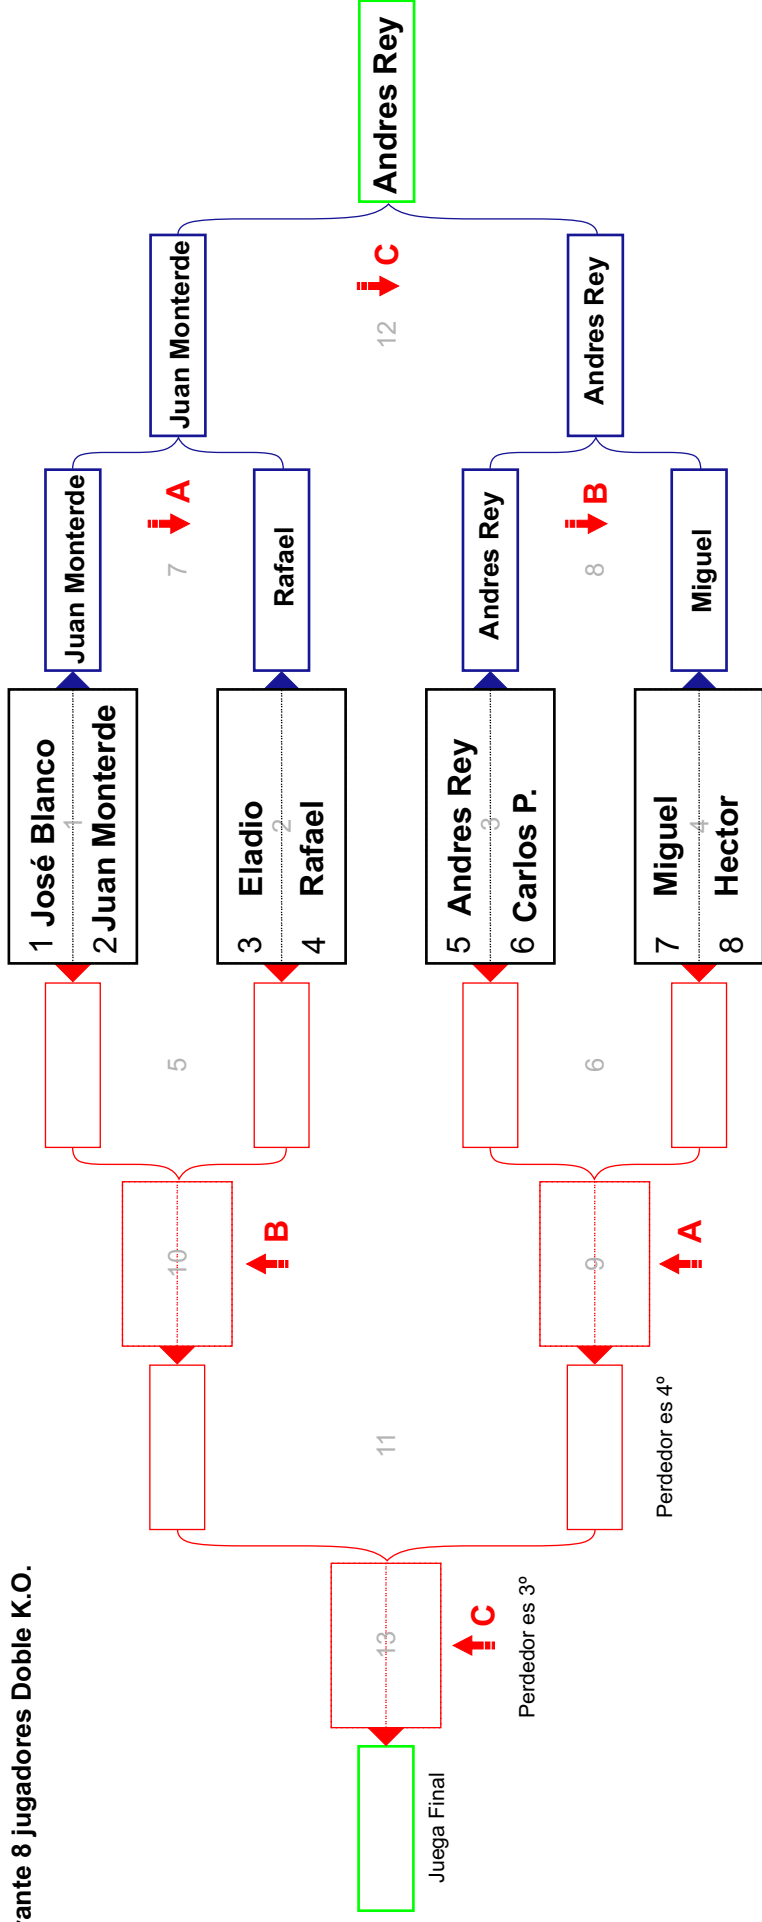 ante 8 jugadores Doble K.O.
1 José Blanco
1
2 Juan Monterde
3 Eladio
2
4 Rafael
5 Andres Rey
3
6 Carlos P.
7 Miguel
4
8 Hector
Juan Monterde
7
A
Rafael
Andres Rey
8
B
Miguel
Juan Monterde
12
C
Andres Rey
Andres Rey
5
6
10
B
9
A
11
Perdedor es 4º
13
C
Perdedor es 3º
Juega Final